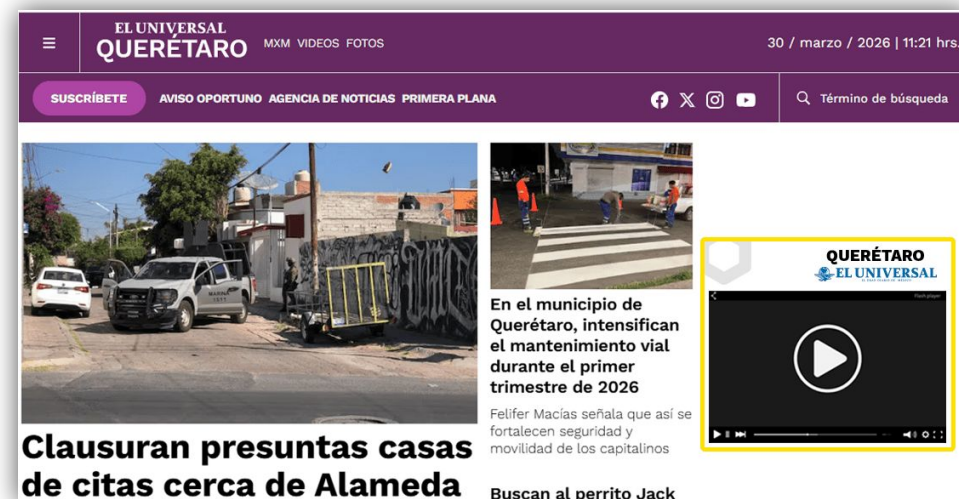 EL UNIVERSAL
QUERÉTARO
MXM VIDEOS FOTOS
30 / marzo / 2026 | 11:21 hrs.
SUSCRÍBETE
AVISO OPORTUNO AGENCIA DE NOTICIAS PRIMERA PLANA
Término de búsqueda
MARINA
En el municipio de
Querétaro, intensifican
el mantenimiento vial
durante el primer
trimestre de 2026
Felifer Macías señala que así se
fortalecen seguridad y
movilidad de los capitalinos
Buscan al perrito Jack
QUERÉTARO
EL UNIVERSAL
Flash player
Clausuran presuntas casas
de citas cerca de Alameda